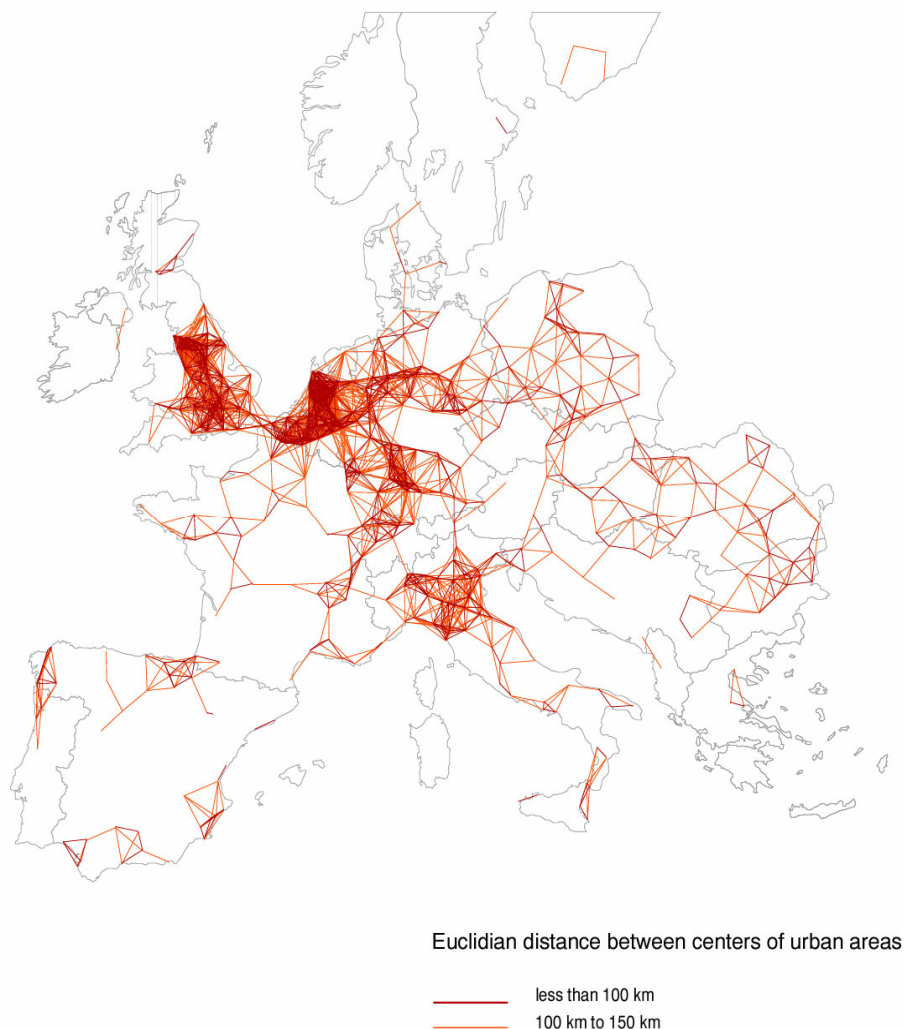 Euclidian distance between centers of urban areas
less than 100 km
100 km to 150 km